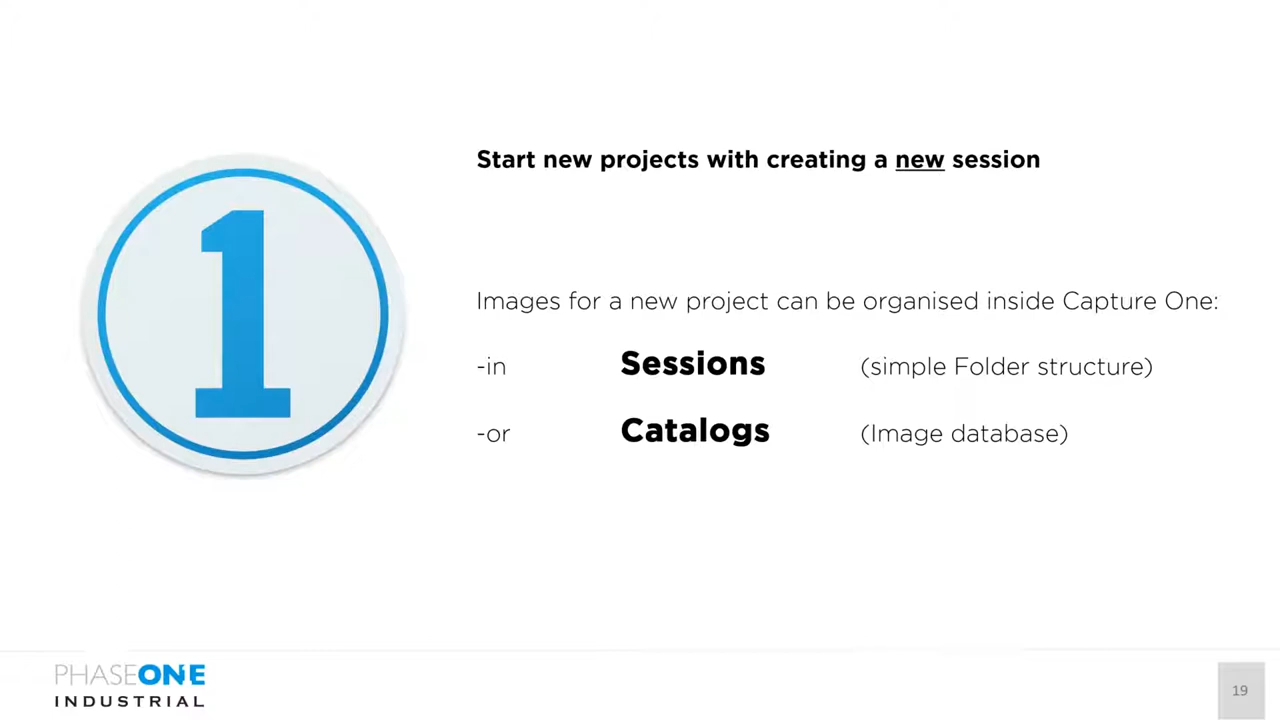 1
Start new projects with creating a new session
Images for a new project can be organised inside Capture One:
-in Sessions (simple Folder structure)
-or Catalogs (Image database)
PHASEONE
INDUSTRIAL
19